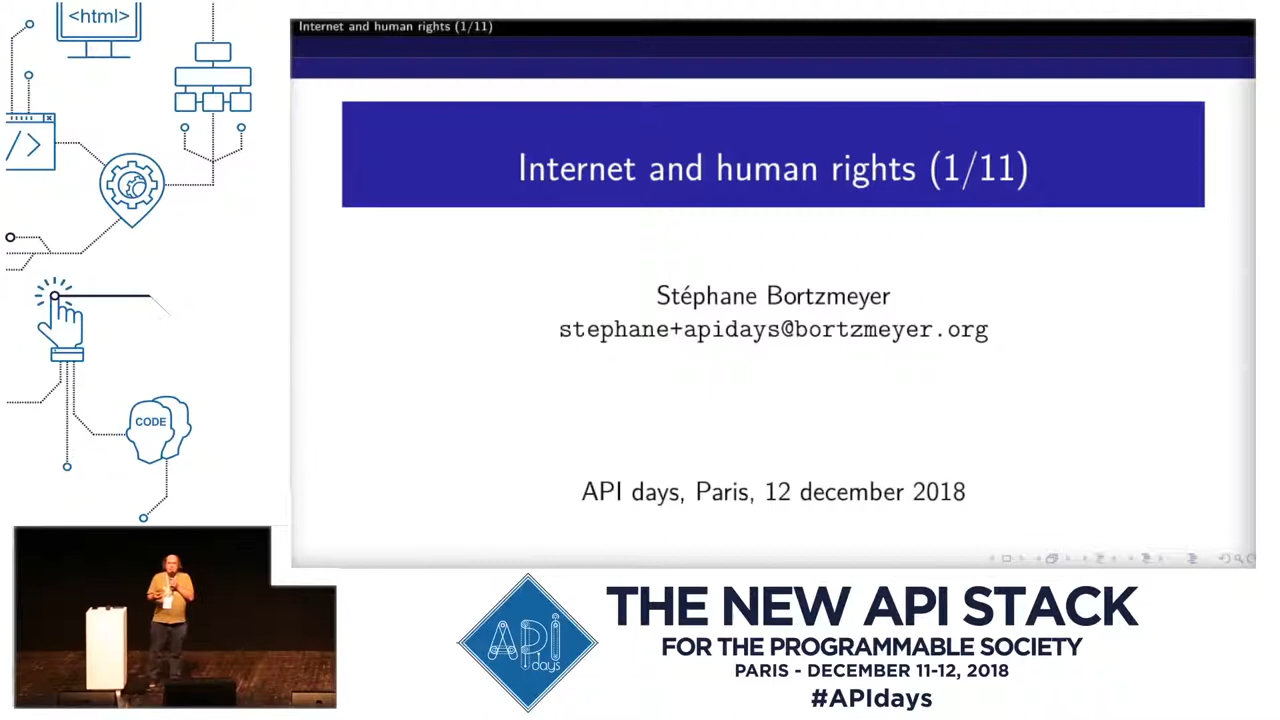 <html>
Internet and human rights (1/11)
Internet and human rights (1/11)
Stéphane Bortzmeyer
stephane+apidays@bortzmeyer.org
API days, Paris, 12 december 2018
</>
CODE
API
days
THE NEW API STACK
FOR THE PROGRAMMABLE SOCIETY
PARIS - DECEMBER 11-12, 2018
#APIdays